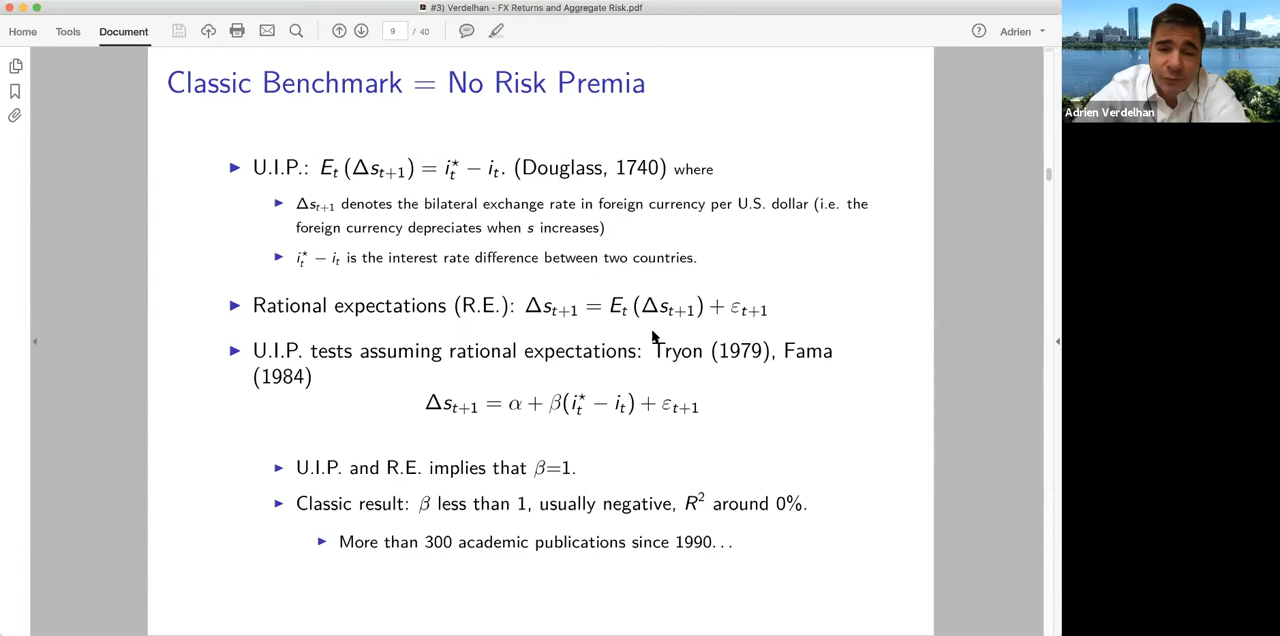 #3) Verdelhan - FX Returns and Aggregate Risk.pdf
Home Tools Document 9 / 40 Adrien
Adrien Verdelhan
Classic Benchmark = No Risk Premia
► U.I.P.: Eₜ (Δsₜ₊₁) = iₜ⋆ − iₜ. (Douglass, 1740) where
► Δsₜ₊₁ denotes the bilateral exchange rate in foreign currency per U.S. dollar (i.e. the
foreign currency depreciates when s increases)
► iₜ⋆ − iₜ is the interest rate difference between two countries.
► Rational expectations (R.E.): Δsₜ₊₁ = Eₜ (Δsₜ₊₁) + εₜ₊₁
► U.I.P. tests assuming rational expectations: Tryon (1979), Fama
(1984)
Δsₜ₊₁ = α + β(iₜ⋆ − iₜ) + εₜ₊₁
► U.I.P. and R.E. implies that β=1.
► Classic result: β less than 1, usually negative, R² around 0%.
► More than 300 academic publications since 1990...